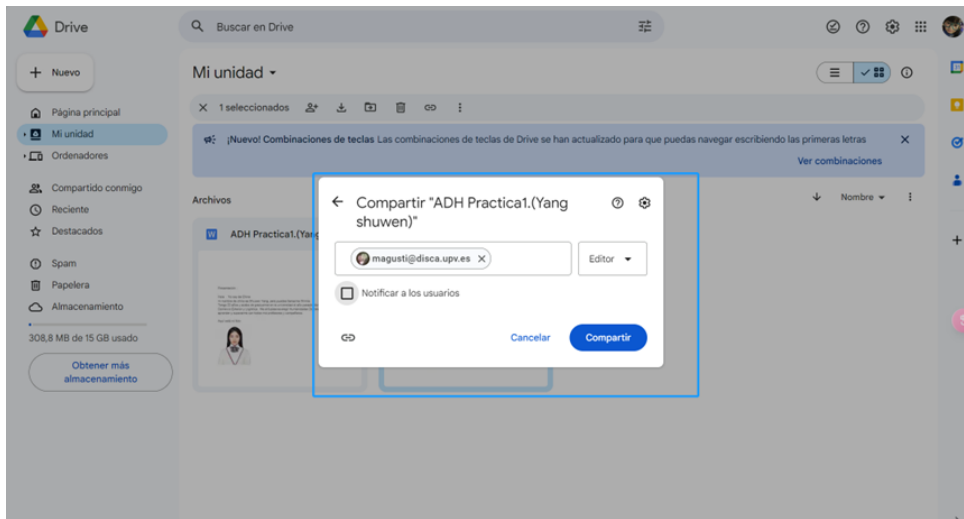 Drive
Buscar en Drive
Nuevo
Mi unidad
Página principal
Mi unidad
Ordenadores
Compartido conmigo
Reciente
Destacados
Spam
Papelera
Almacenamiento
308,8 MB de 15 GB usado
Obtener más
almacenamiento
1 seleccionados
¡Nuevo! Combinaciones de teclas Las combinaciones de teclas de Drive se han actualizado para que puedas navegar escribiendo las primeras letras
Ver combinaciones
Archivos
Nombre
W ADH Practica1.(Yang
Compartir "ADH Practica1.(Yang
shuwen)"
magusti@disca.upv.es
Editor
Notificar a los usuarios
Cancelar
Compartir